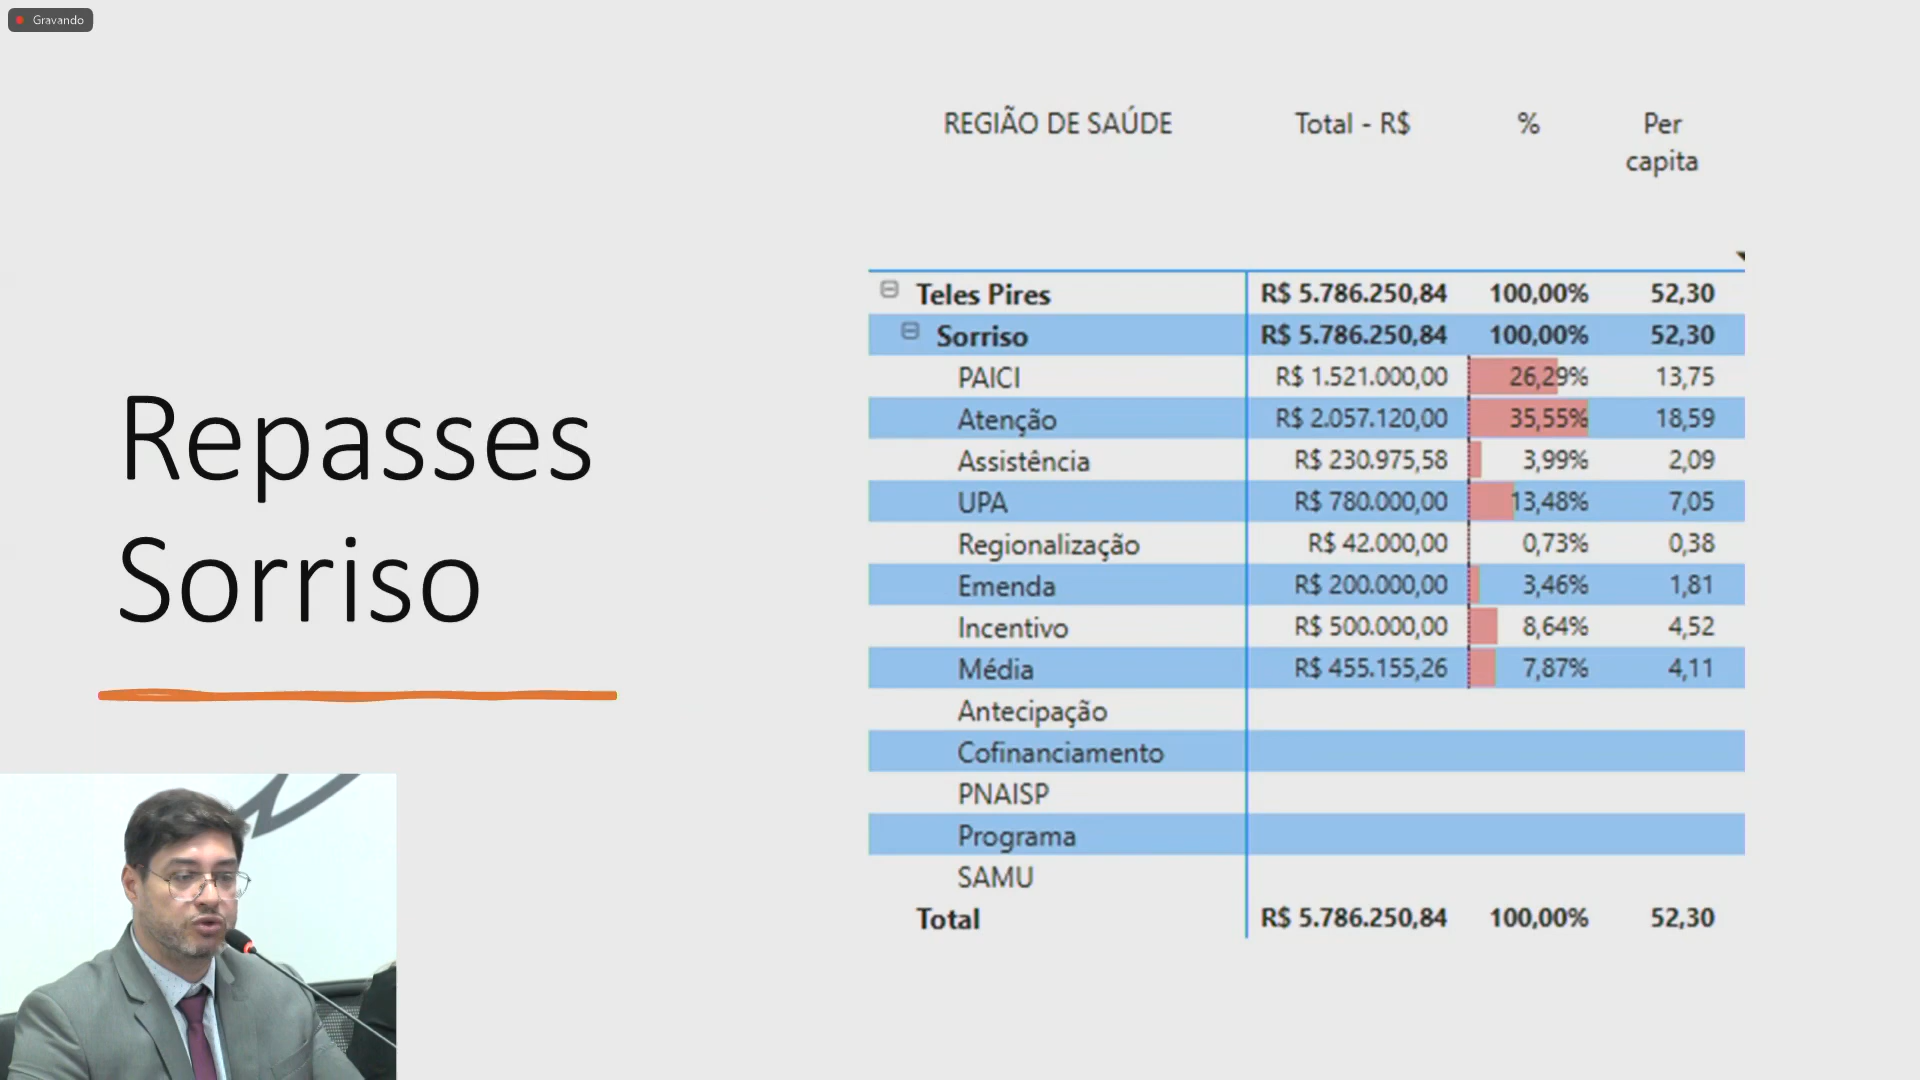 Gravando
Repasses
Sorriso
REGIÃO DE SAÚDE Total - R$ % Per
capita
Teles Pires R$ 5.786.250,84 100,00% 52,30
Sorriso R$ 5.786.250,84 100,00% 52,30
PAICI R$ 1.521.000,00 26,29% 13,75
Atenção R$ 2.057.120,00 35,55% 18,59
Assistência R$ 230.975,58 3,99% 2,09
UPA R$ 780.000,00 13,48% 7,05
Regionalização R$ 42.000,00 0,73% 0,38
Emenda R$ 200.000,00 3,46% 1,81
Incentivo R$ 500.000,00 8,64% 4,52
Média R$ 455.155,26 7,87% 4,11
Antecipação
Cofinanciamento
PNAISP
Programa
SAMU
Total R$ 5.786.250,84 100,00% 52,30